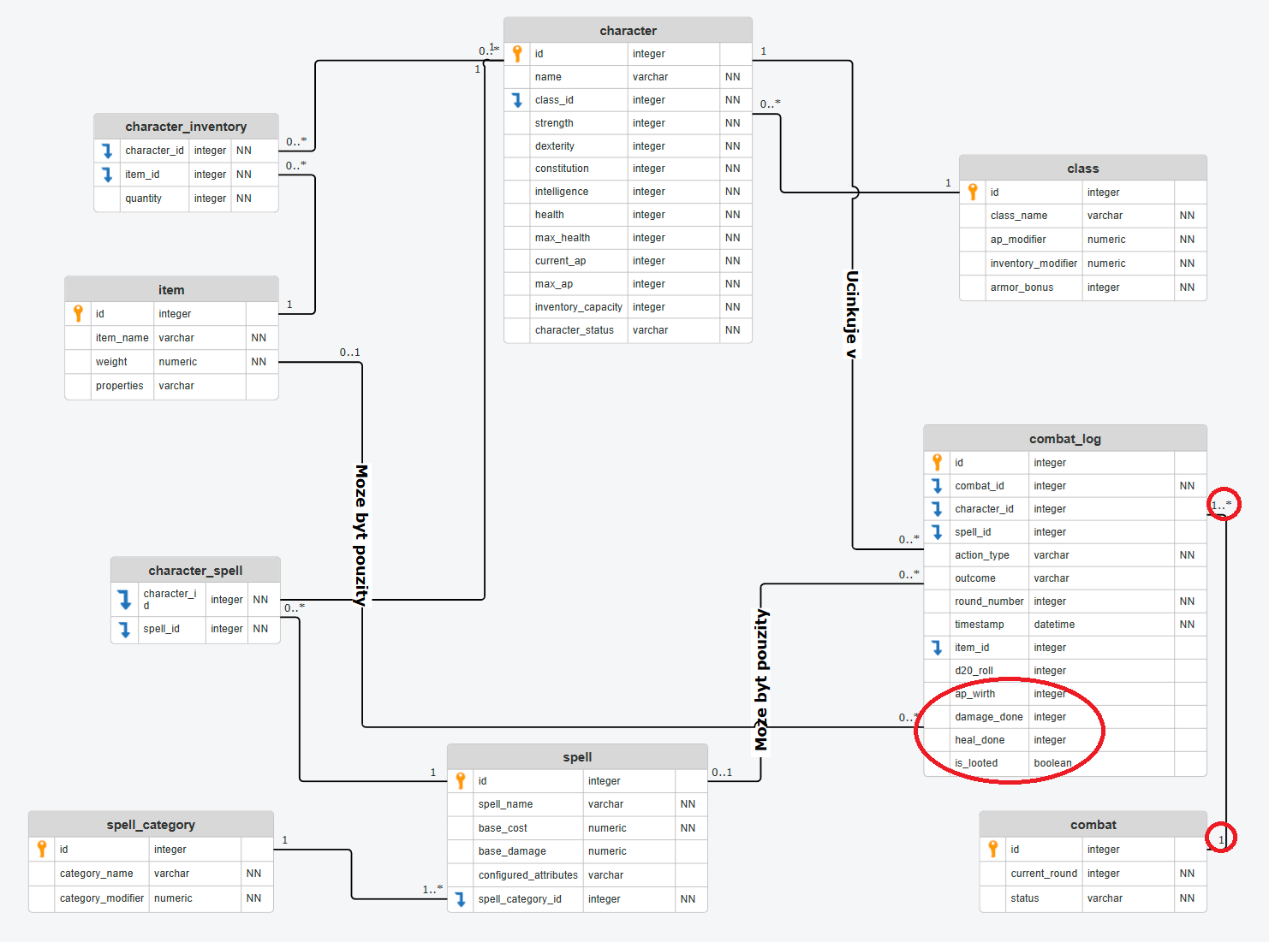 character
id integer
name varchar NN
class_id integer NN
strength integer NN
dexterity integer NN
constitution integer NN
intelligence integer NN
health integer NN
max_health integer NN
current_ap integer NN
max_ap integer NN
inventory_capacity integer NN
character_status varchar NN
0..*
1
1
1
0..*
character_inventory
character_id integer NN
item_id integer NN
quantity integer NN
0..*
0..*
class
id integer
class_name varchar NN
ap_modifier numeric NN
inventory_modifier numeric NN
armor_bonus integer NN
1
item
id integer
item_name varchar NN
weight numeric NN
properties varchar
1
0..1
Ucinkuje v
Moze byt pouzity
combat_log
id integer
combat_id integer NN
character_id integer
spell_id integer
action_type varchar NN
outcome varchar
round_number integer NN
timestamp datetime NN
item_id integer
d20_roll integer
ap_wirth integer
damage_done integer
heal_done integer
is_looted boolean
1..*
0..*
0..*
0..*
character_spell
character_i
d integer NN
spell_id integer NN
0..*
Moze byt pouzity
spell
id integer
spell_name varchar NN
base_cost numeric NN
base_damage numeric
configured_attributes varchar
spell_category_id integer NN
1
0..1
1..*
spell_category
id integer
category_name varchar NN
category_modifier numeric NN
1
combat
id integer
current_round integer NN
status varchar NN
1